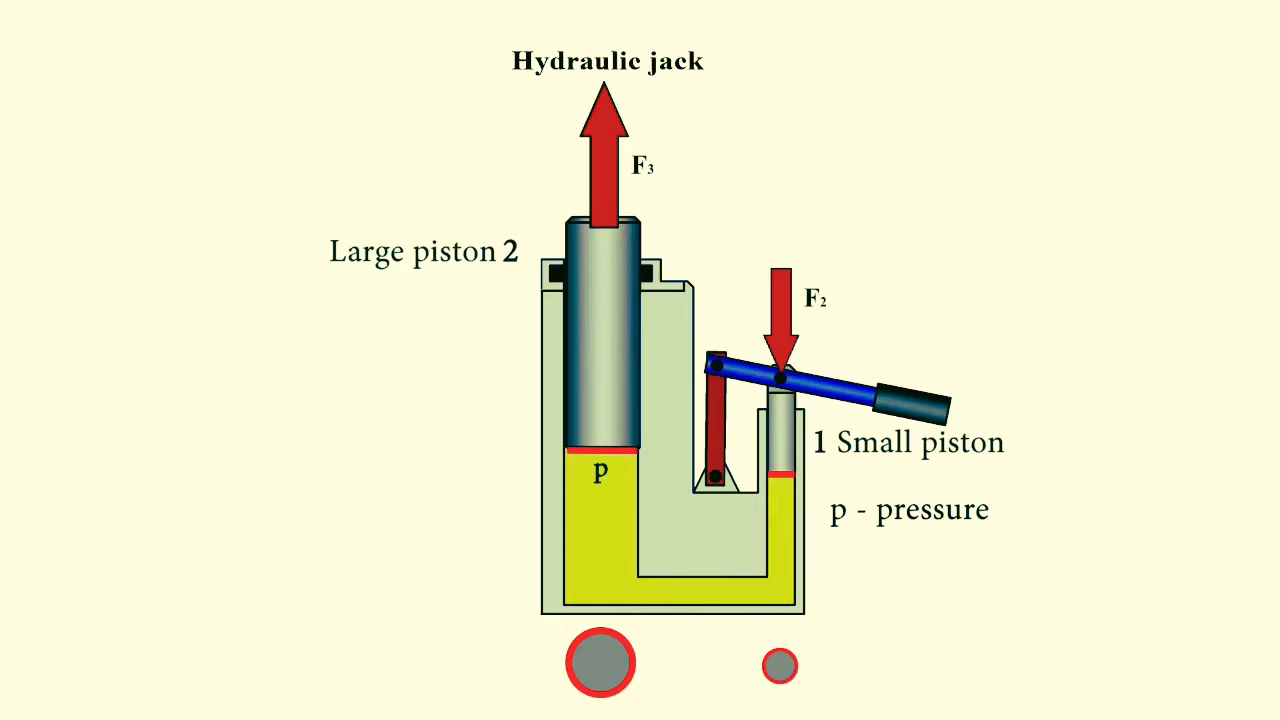 Hydraulic jack
F₃
Large piston 2
F₂
1 Small piston
p
p - pressure